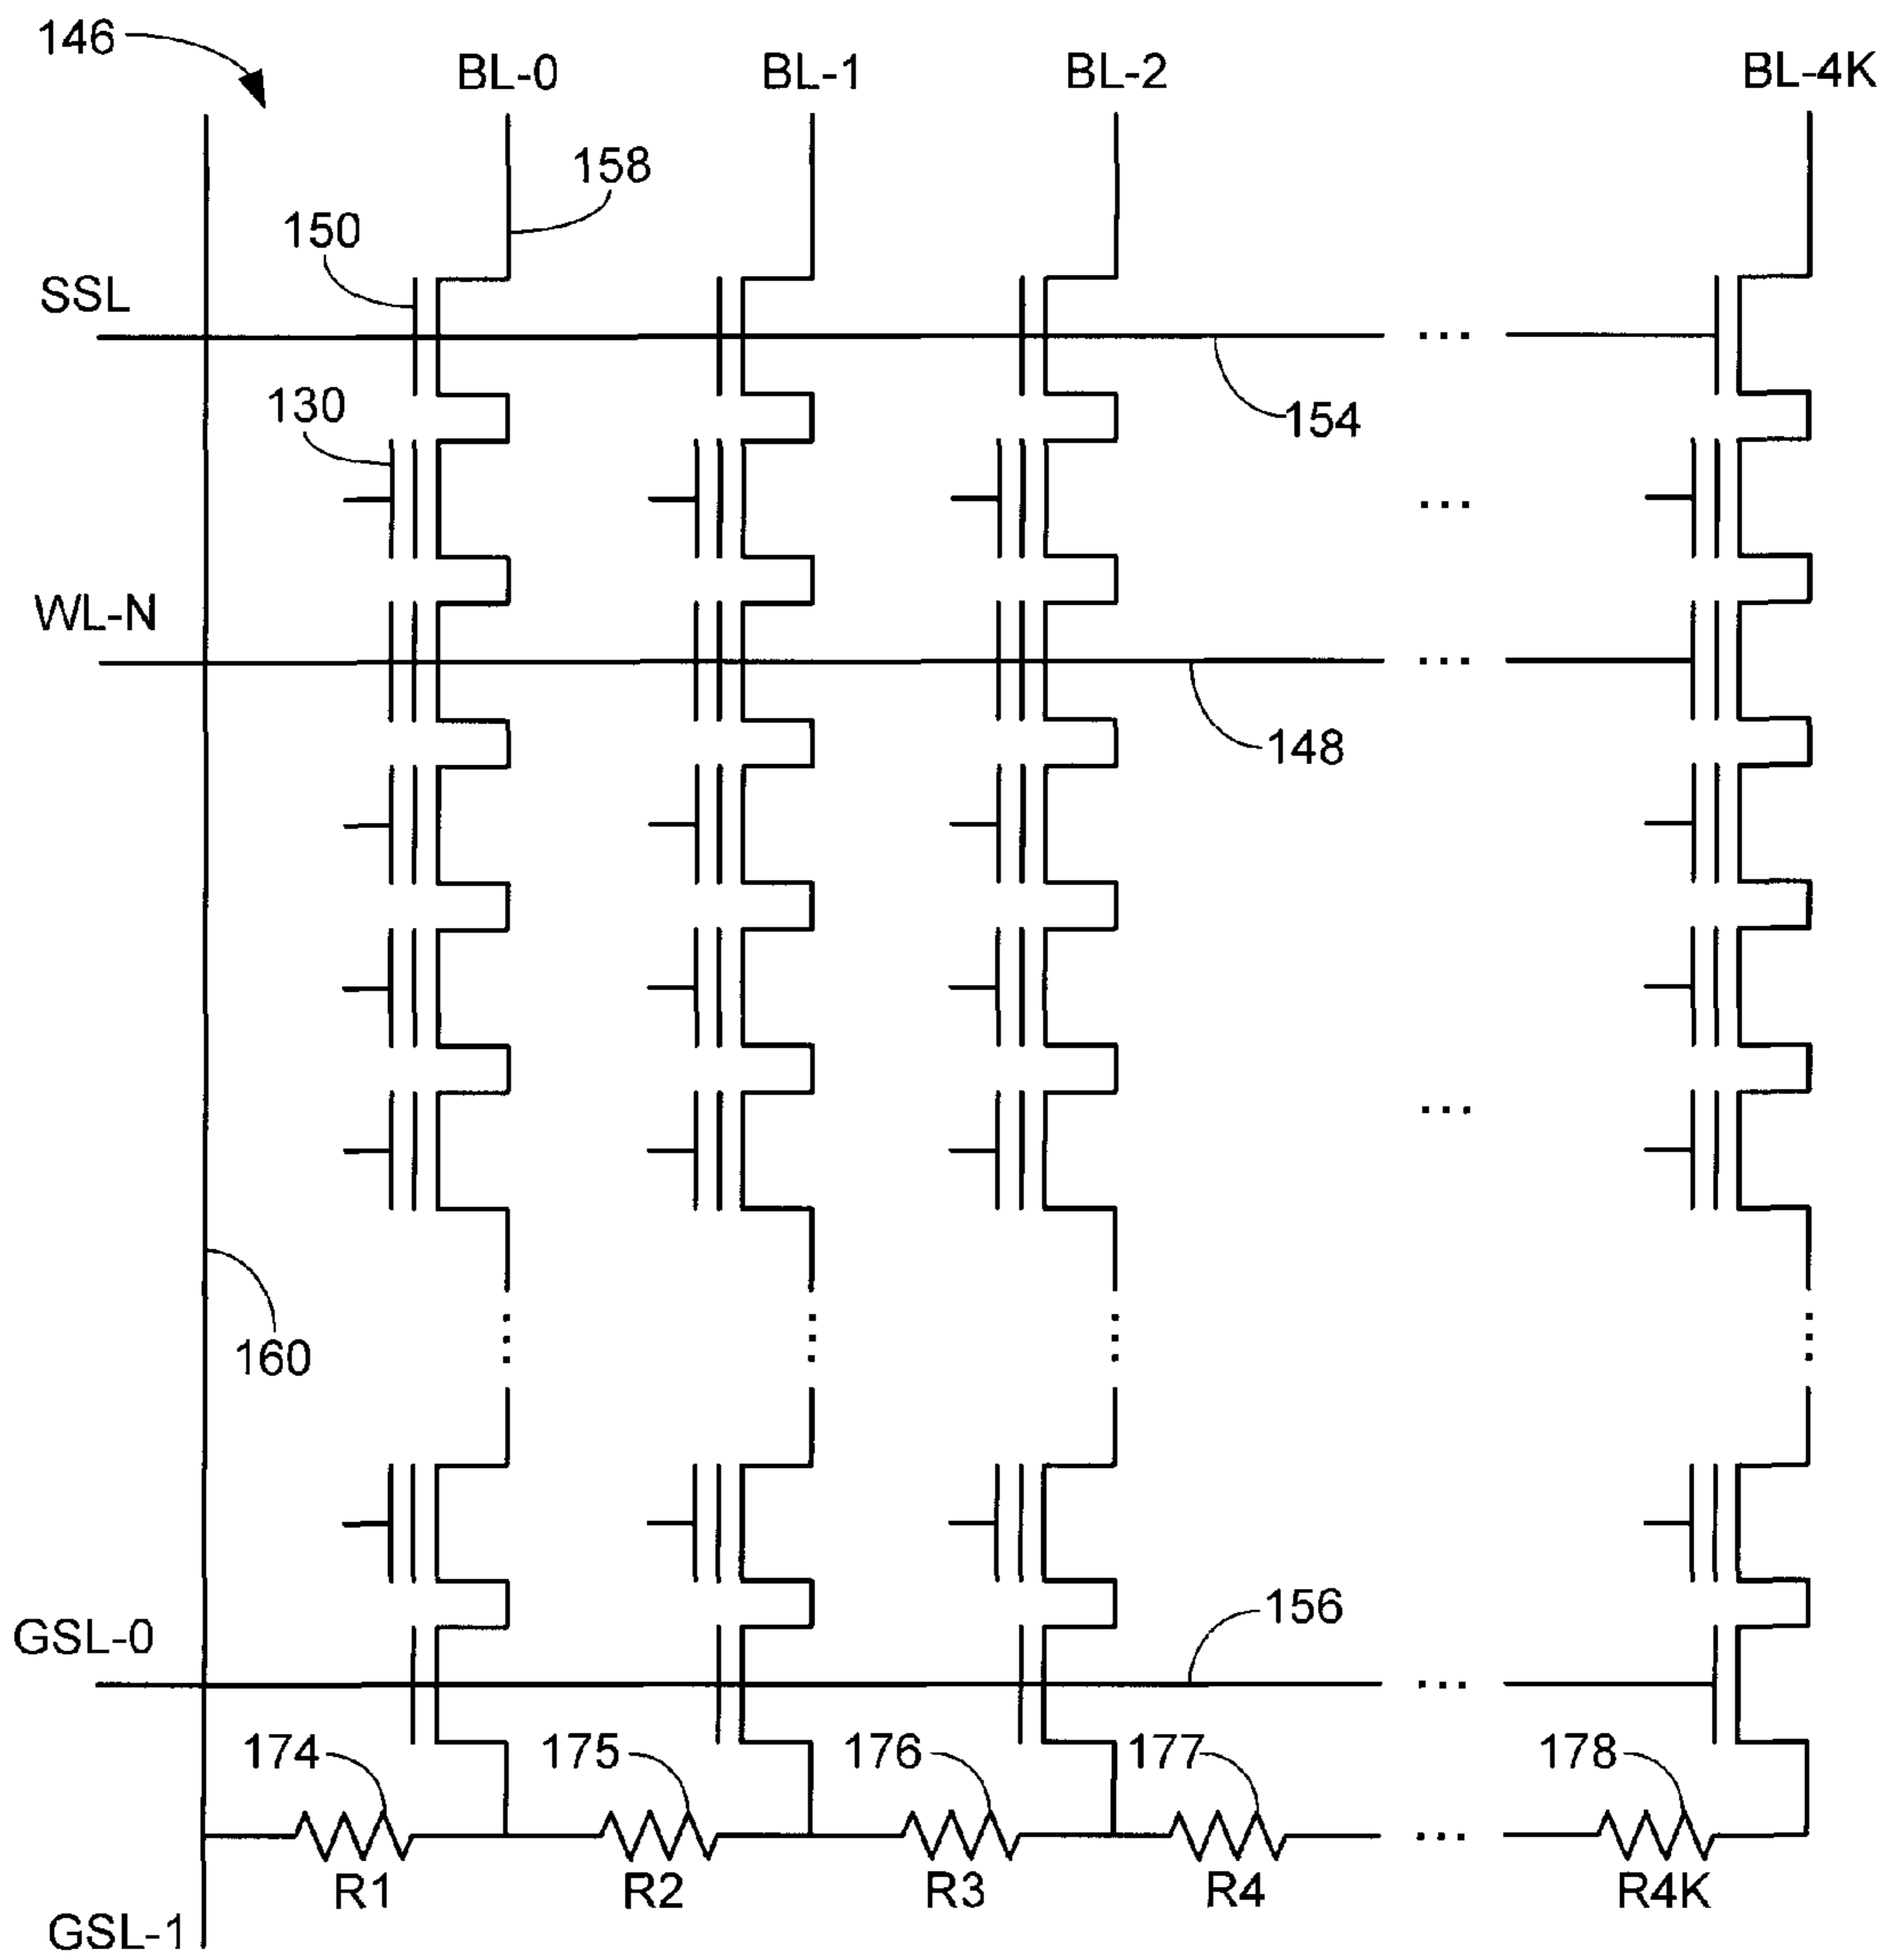 146
BL-0 BL-1 BL-2 BL-4K
158
150
SSL
130
154
...
WL-N
...
148
...
160
156
GSL-0
...
174 175 176 177 178
...
R1 R2 R3 R4 R4K
GSL-1